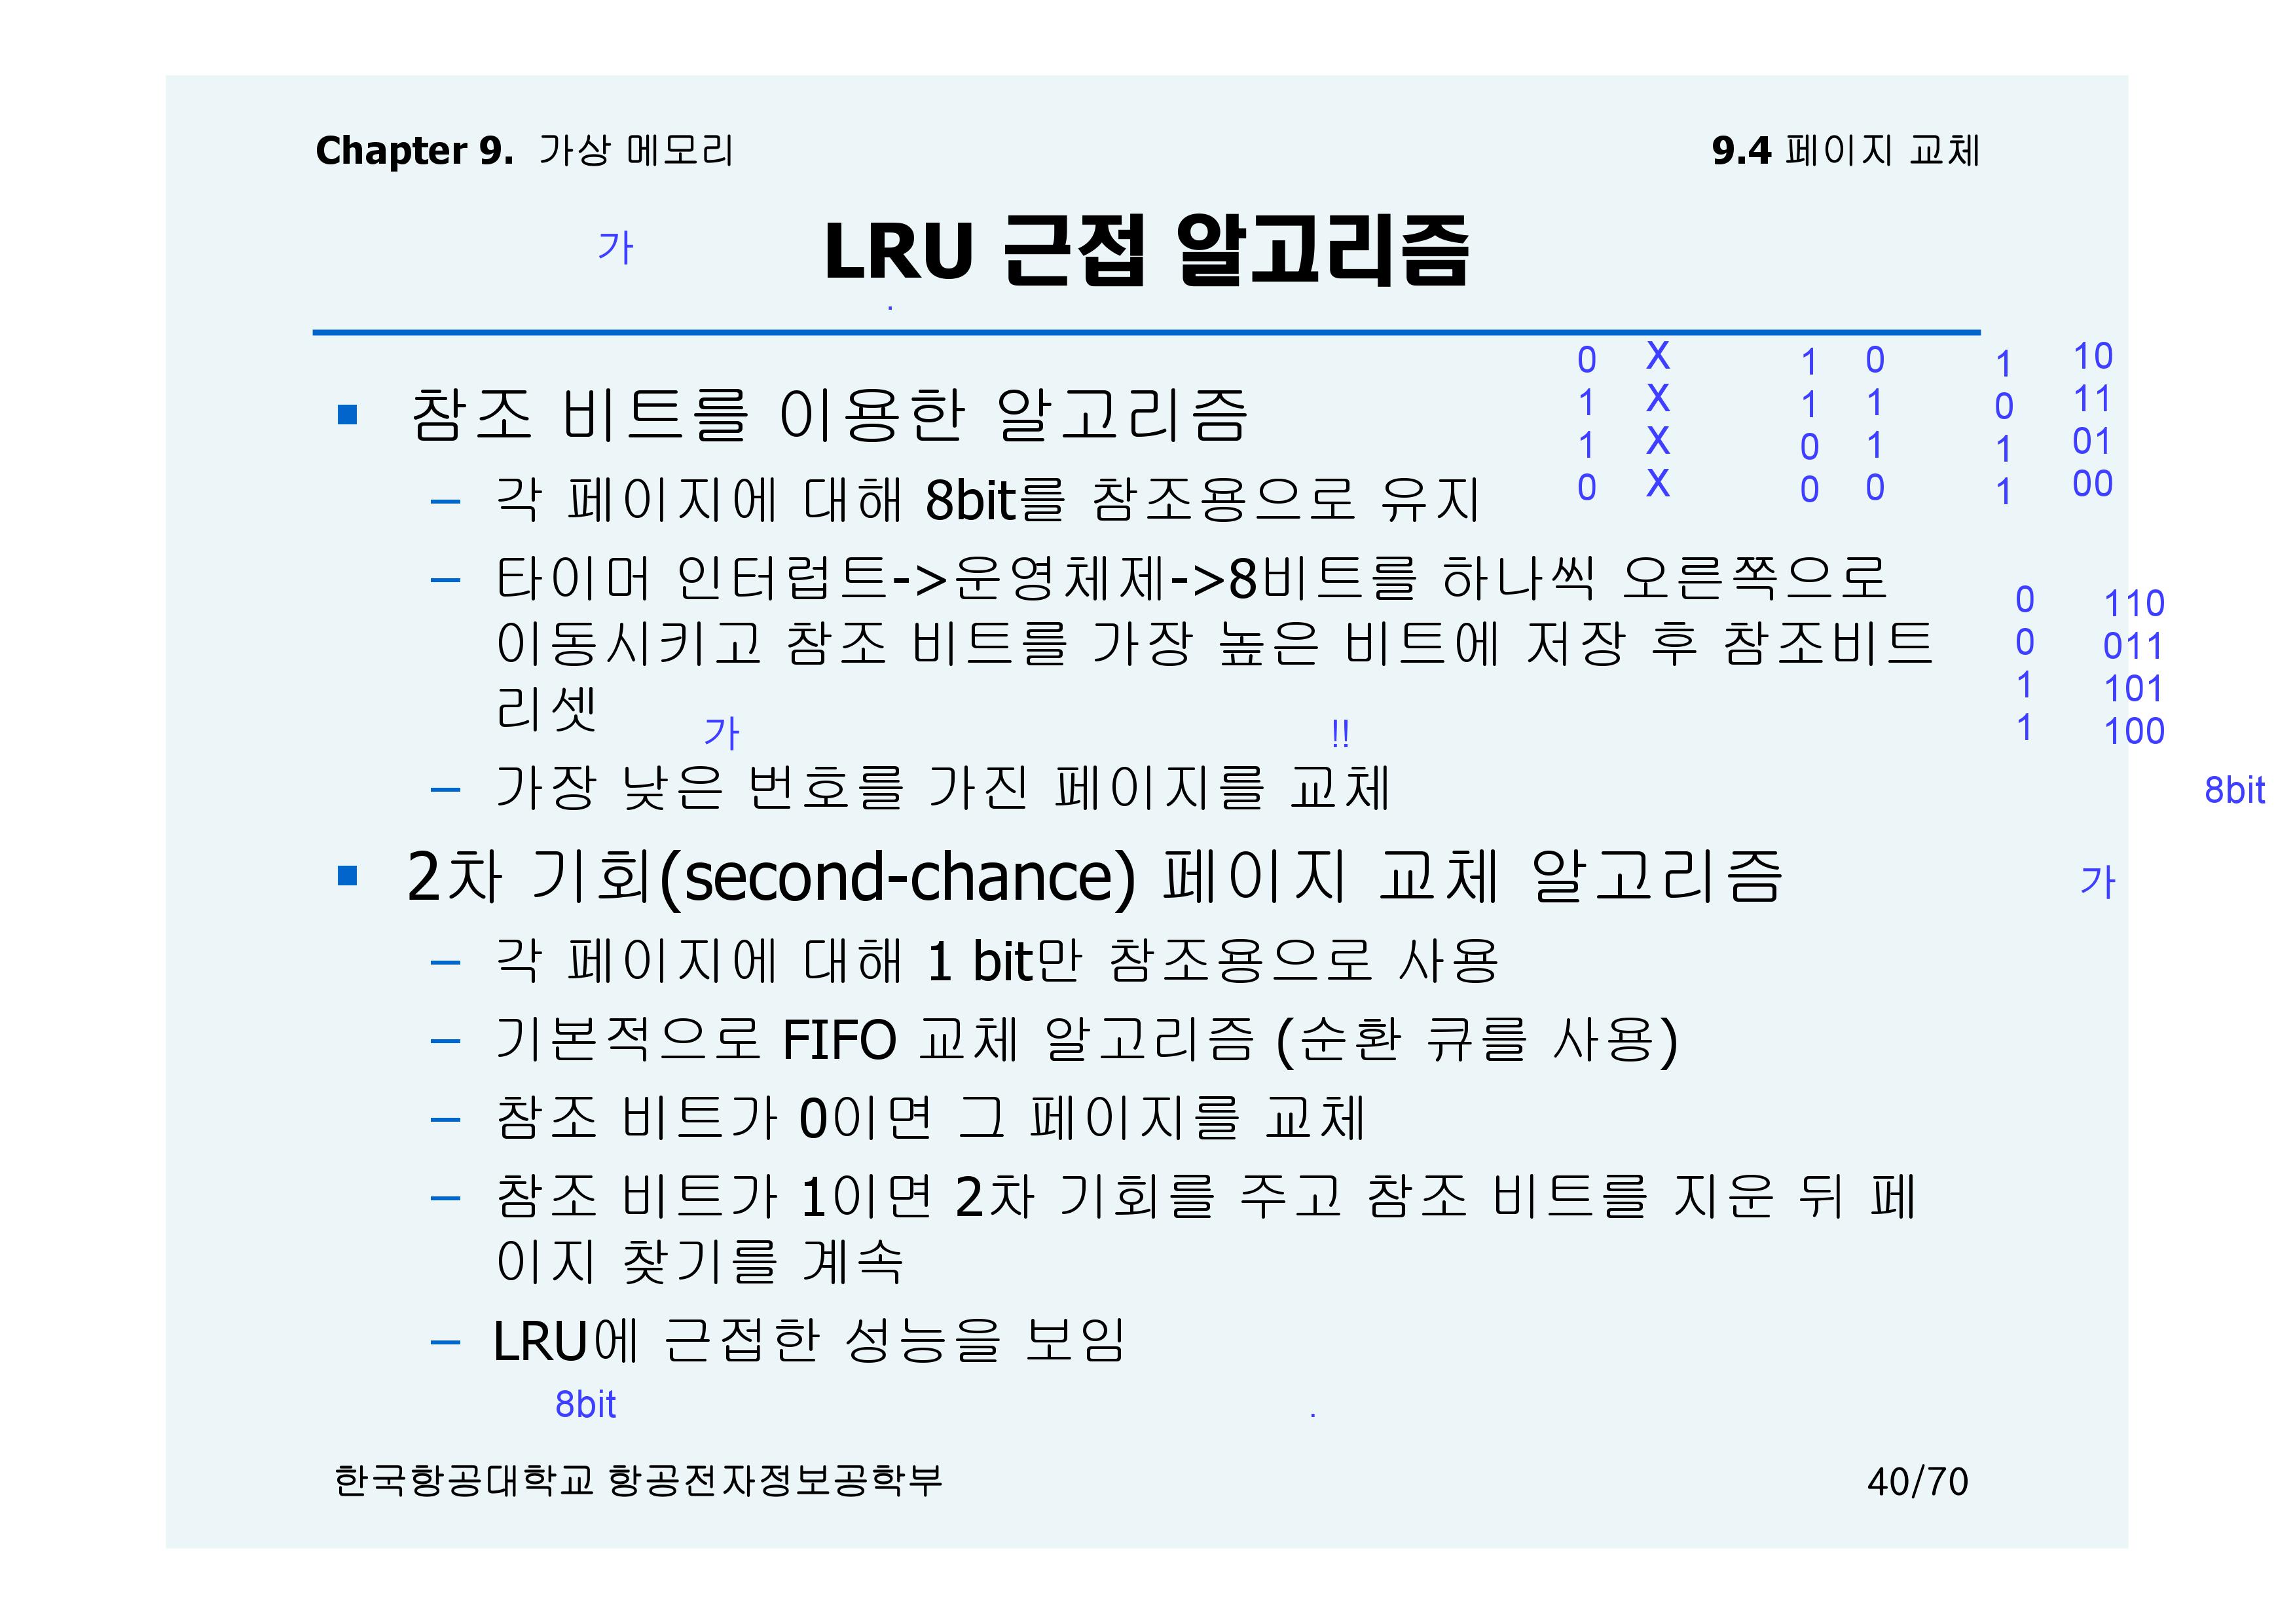 Chapter 9. 가상 메모리 9.4 페이지 교체
가 LRU 근접 알고리즘
.
0 X 1 0 1 10
1 X 1 1 0 11
1 X 0 1 1 01
0 X 0 0 1 00
참조 비트를 이용한 알고리즘
– 각 페이지에 대해 8bit를 참조용으로 유지
– 타이머 인터럽트->운영체제->8비트를 하나씩 오른쪽으로
이동시키고 참조 비트를 가장 높은 비트에 저장 후 참조비트
리셋
0 110
0 011
1 101
1 100
가 !!
– 가장 낮은 번호를 가진 페이지를 교체
8bit
2차 기회(second-chance) 페이지 교체 알고리즘
가
– 각 페이지에 대해 1 bit만 참조용으로 사용
– 기본적으로 FIFO 교체 알고리즘 (순환 큐를 사용)
– 참조 비트가 0이면 그 페이지를 교체
– 참조 비트가 1이면 2차 기회를 주고 참조 비트를 지운 뒤 페
이지 찾기를 계속
– LRU에 근접한 성능을 보임
8bit .
한국항공대학교 항공전자정보공학부 40/70